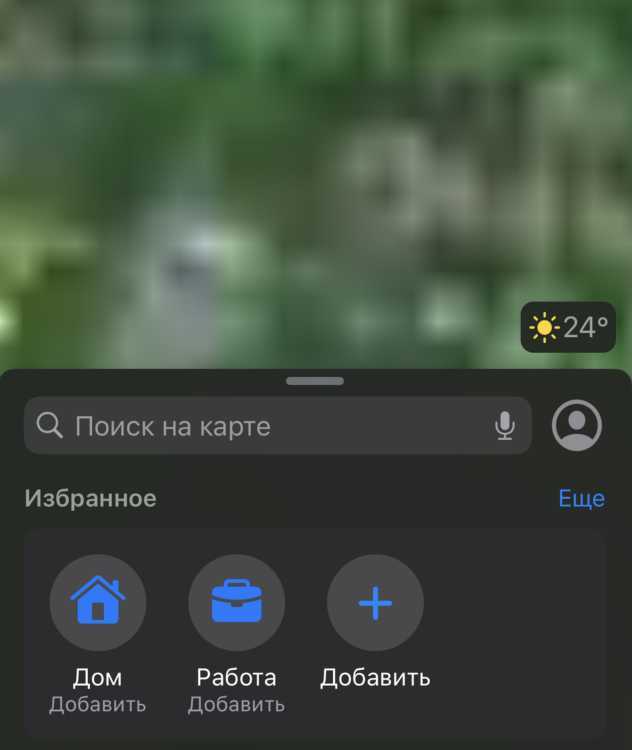 24°
Поиск на карте
Избранное
Еще
Дом
Добавить
Работа
Добавить
Добавить